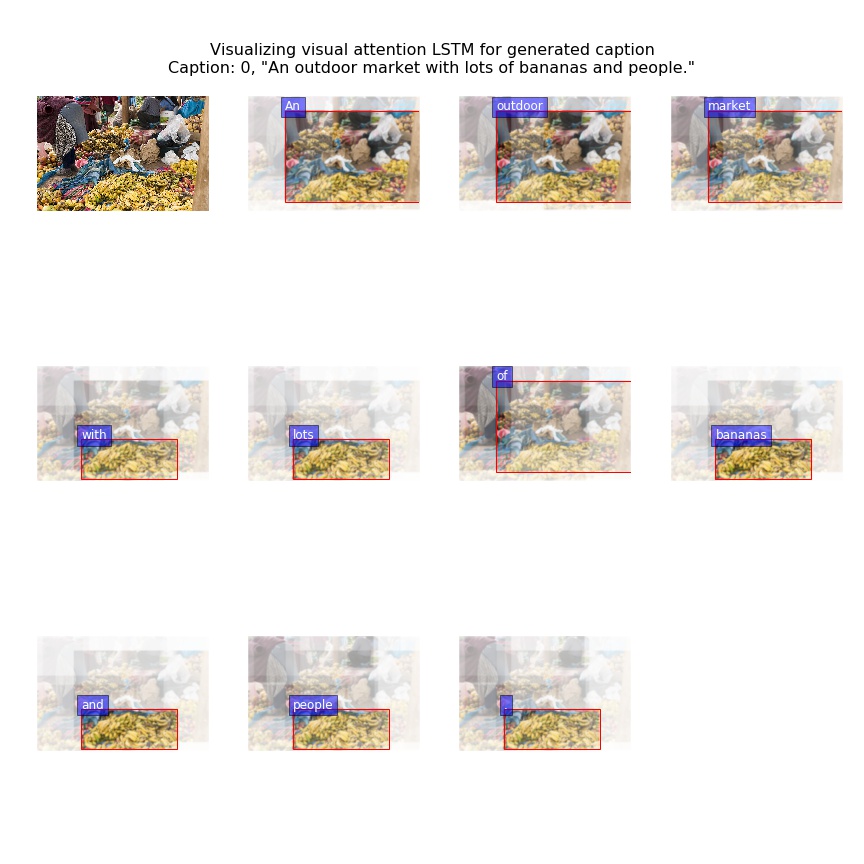 Visualizing visual attention LSTM for generated caption
Caption: 0, "An outdoor market with lots of bananas and people."
An
outdoor
market
with
lots
of
bananas
and
people
.